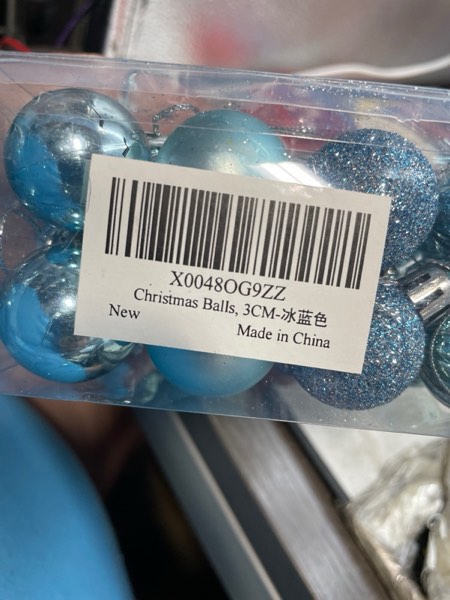 X0048OG9ZZ
Christmas Balls, 3CM-冰蓝色
New
Made in China